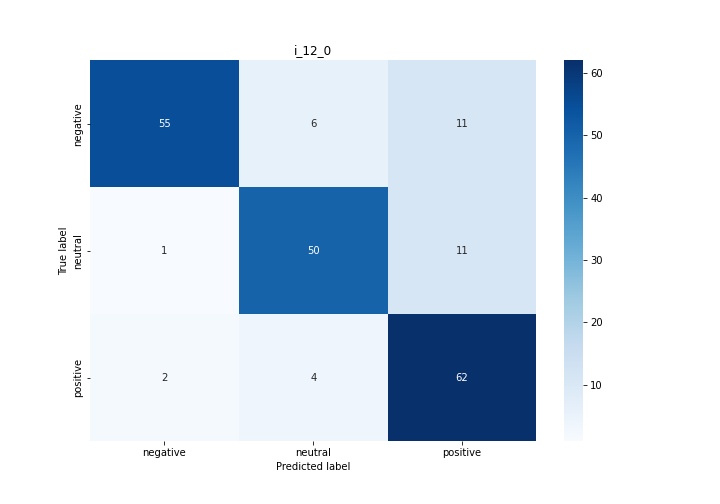 i_12_0
negative
55
6
11
60
50
True label
neutral
1
50
11
40
30
positive
2
4
62
20
10
negative
neutral
positive
Predicted label